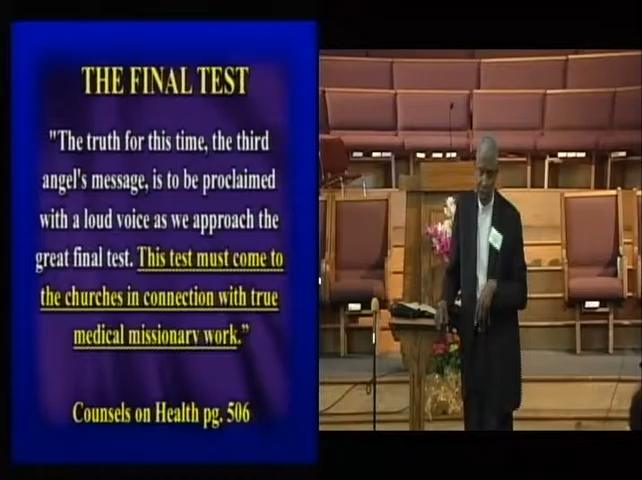 THE FINAL TEST
"The truth for this time, the third
angel's message, is to be proclaimed
with a loud voice as we approach the
great final test. This test must come to
the churches in connection with true
medical missionary work."
Counsels on Health pg. 506